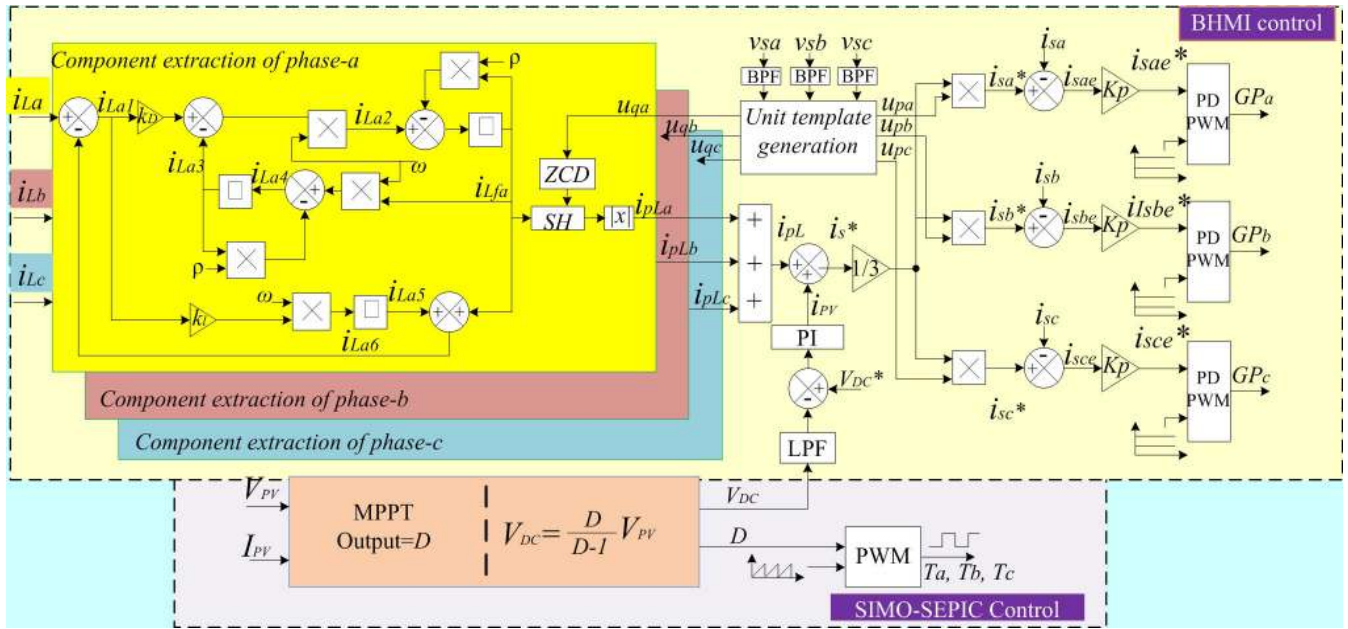 BHMI control
Component extraction of phase-a
iLa
iLa1
kD
iLa2
ρ
iLa3
iLa4
ω
iLfa
iLb
ρ
iLc
ω
ki
iLa5
iLa6
Component extraction of phase-b
Component extraction of phase-c
uqa
uqb
uqc
ZCD
SH
|x|
vsa vsb vsc
BPF BPF BPF
Unit template
generation
upa
upb
upc
ipLa
ipLb
ipLc
+
+
+
ipL
is*
1/3
iPV
PI
VDC*
LPF
isa
isa*
isae
Kp
isae*
PD
PWM
GPa
isb
isb*
isbe
Kp
iIsbe*
PD
PWM
GPb
isc
isc*
isce
Kp
isce*
PD
PWM
GPc
VPV
IPV
MPPT
Output=D
VDC= D/D-1 VPV
VDC
D
PWM
Ta, Tb, Tc
SIMO-SEPIC Control